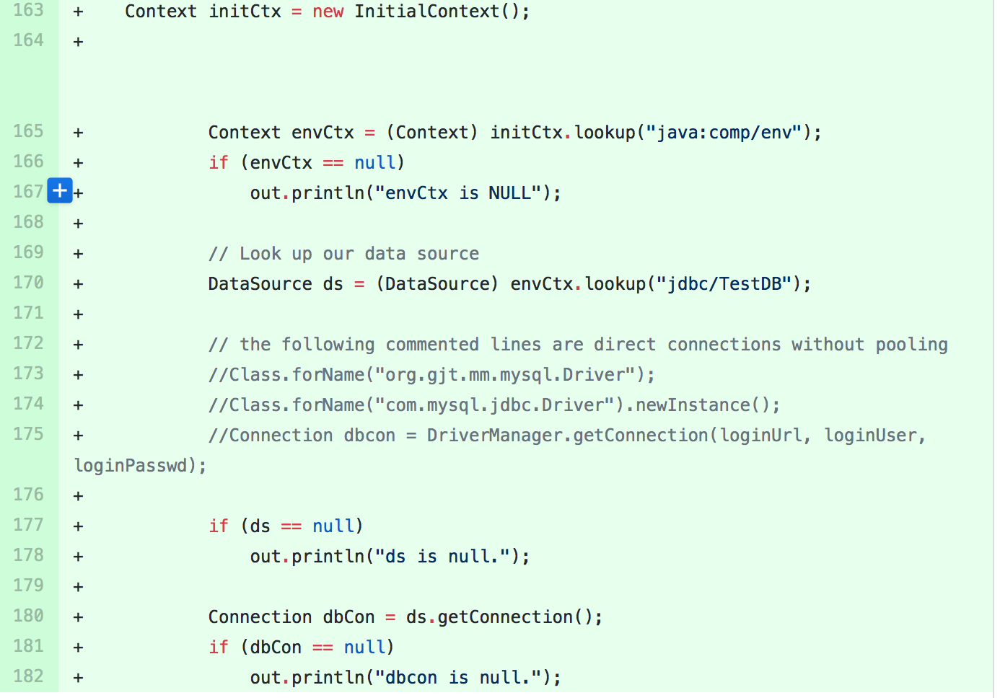 163 +    Context initCtx = new InitialContext();
164 +
165 +            Context envCtx = (Context) initCtx.lookup("java:comp/env");
166 +            if (envCtx == null)
167 +                out.println("envCtx is NULL");
168 +
169 +            // Look up our data source
170 +            DataSource ds = (DataSource) envCtx.lookup("jdbc/TestDB");
171 +
172 +            // the following commented lines are direct connections without pooling
173 +            //Class.forName("org.gjt.mm.mysql.Driver");
174 +            //Class.forName("com.mysql.jdbc.Driver").newInstance();
175 +            //Connection dbcon = DriverManager.getConnection(loginUrl, loginUser,
loginPasswd);
176 +
177 +            if (ds == null)
178 +                out.println("ds is null.");
179 +
180 +            Connection dbCon = ds.getConnection();
181 +            if (dbCon == null)
182 +                out.println("dbcon is null.");